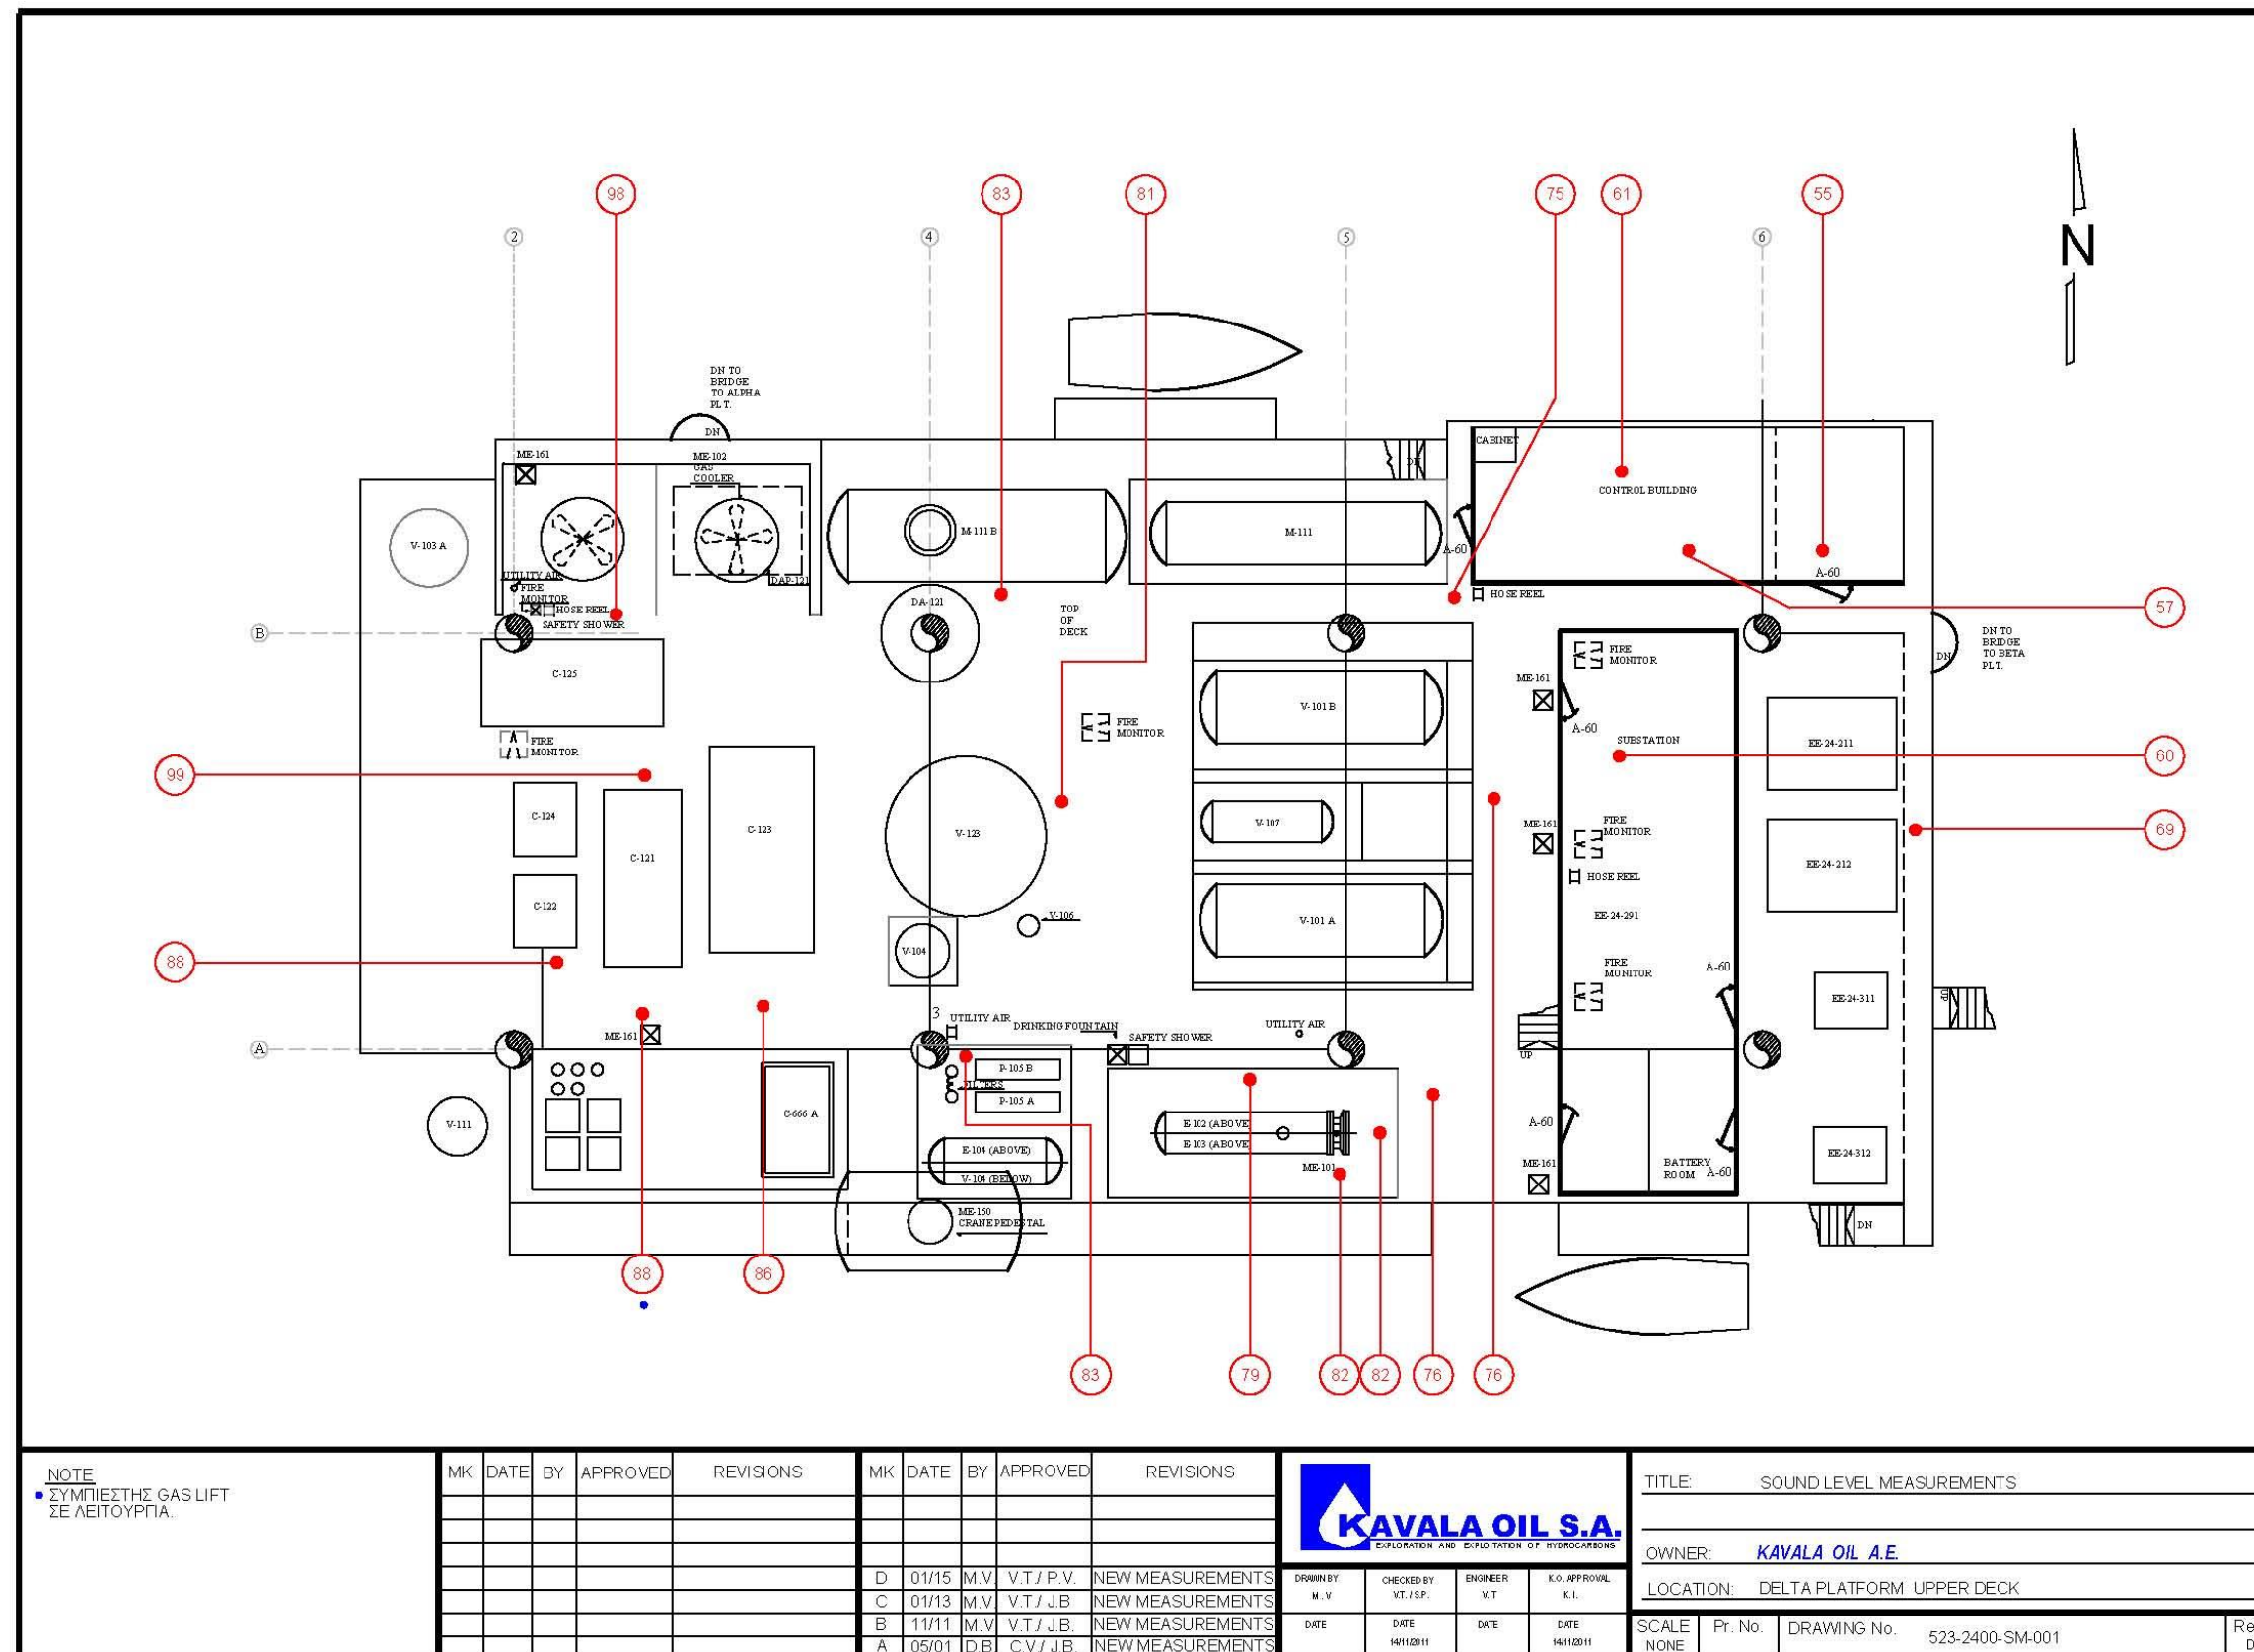 98
83
81
75
61
55
2
4
5
6
N
DN TO
BRIDGE
TO ALPHA
PLT.
DN
ME-161
ME-102
GAS
COOLER
DN
CABINET
CONTROL BUILDING
V-103 A
M-111 B
M-111
A-60
A-60
UTILITY AIR
FIRE
MONITOR
HOSE REEL
SAFETY SHOWER
DAP-121
DA-121
TOP
OF
DECK
HOSE REEL
57
B
C-125
FIRE
MONITOR
DN
DN TO
BRIDGE
TO BETA
PLT.
ME-161
V-101 B
A-60
FIRE
MONITOR
SUBSTATION
EE-24-211
60
FIRE
MONITOR
99
C-124
C-123
V-123
V-107
ME-161
FIRE
MONITOR
69
C-121
EE-24-212
HOSE REEL
C-122
V-106
V-101 A
EE-24-291
88
V-104
FIRE
MONITOR
A-60
EE-24-311
UP
3
UTILITY AIR
DRINKING FOUNTAIN
SAFETY SHOWER
UTILITY AIR
ME-161
A
UP
P-105 B
FILTERS
P-105 A
C-666 A
V-111
E-102 (ABOVE)
E-103 (ABOVE)
A-60
E-104 (ABOVE)
V-104 (BELOW)
ME-101
ME-161
BATTERY
ROOM
A-60
EE-24-312
ME-150
CRANE PEDESTAL
DN
88
86
83
79
82
82
76
76
NOTE
ΣΥΜΠΙΕΣΤΗΣ GAS LIFT
ΣΕ ΛΕΙΤΟΥΡΓΙΑ.
MK DATE BY APPROVED REVISIONS
MK DATE BY APPROVED REVISIONS
D 01/15 M.V. V.T./ P.V. NEW MEASUREMENTS
C 01/13 M.V. V.T./ J.B NEW MEASUREMENTS
B 11/11 M.V V.T./ J.B. NEW MEASUREMENTS
A 05/01 D.B C.V./ J.B. NEW MEASUREMENTS
KAVALA OIL S.A.
EXPLORATION AND EXPLOITATION OF HYDROCARBONS
DRAWN BY
M . V
CHECKED BY
V.T. / S.P.
ENGINEER
V. T
K.O. APPROVAL
K.I.
DATE
DATE
14/11/2011
DATE
DATE
14/11/2011
TITLE: SOUND LEVEL MEASUREMENTS
OWNER: KAVALA OIL A.E.
LOCATION: DELTA PLATFORM UPPER DECK
SCALE
NONE
Pr. No.
DRAWING No. 523-2400-SM-001